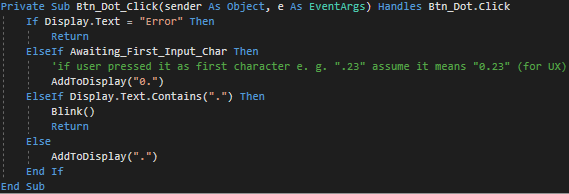 Private Sub Btn_Dot_Click(sender As Object, e As EventArgs) Handles Btn_Dot.Click
If Display.Text = "Error" Then
Return
ElseIf Awaiting_First_Input_Char Then
'if user pressed it as first character e. g. ".23" assume it means "0.23" (for UX)
AddToDisplay("0.")
ElseIf Display.Text.Contains(".") Then
Blink()
Return
Else
AddToDisplay(".")
End If
End Sub